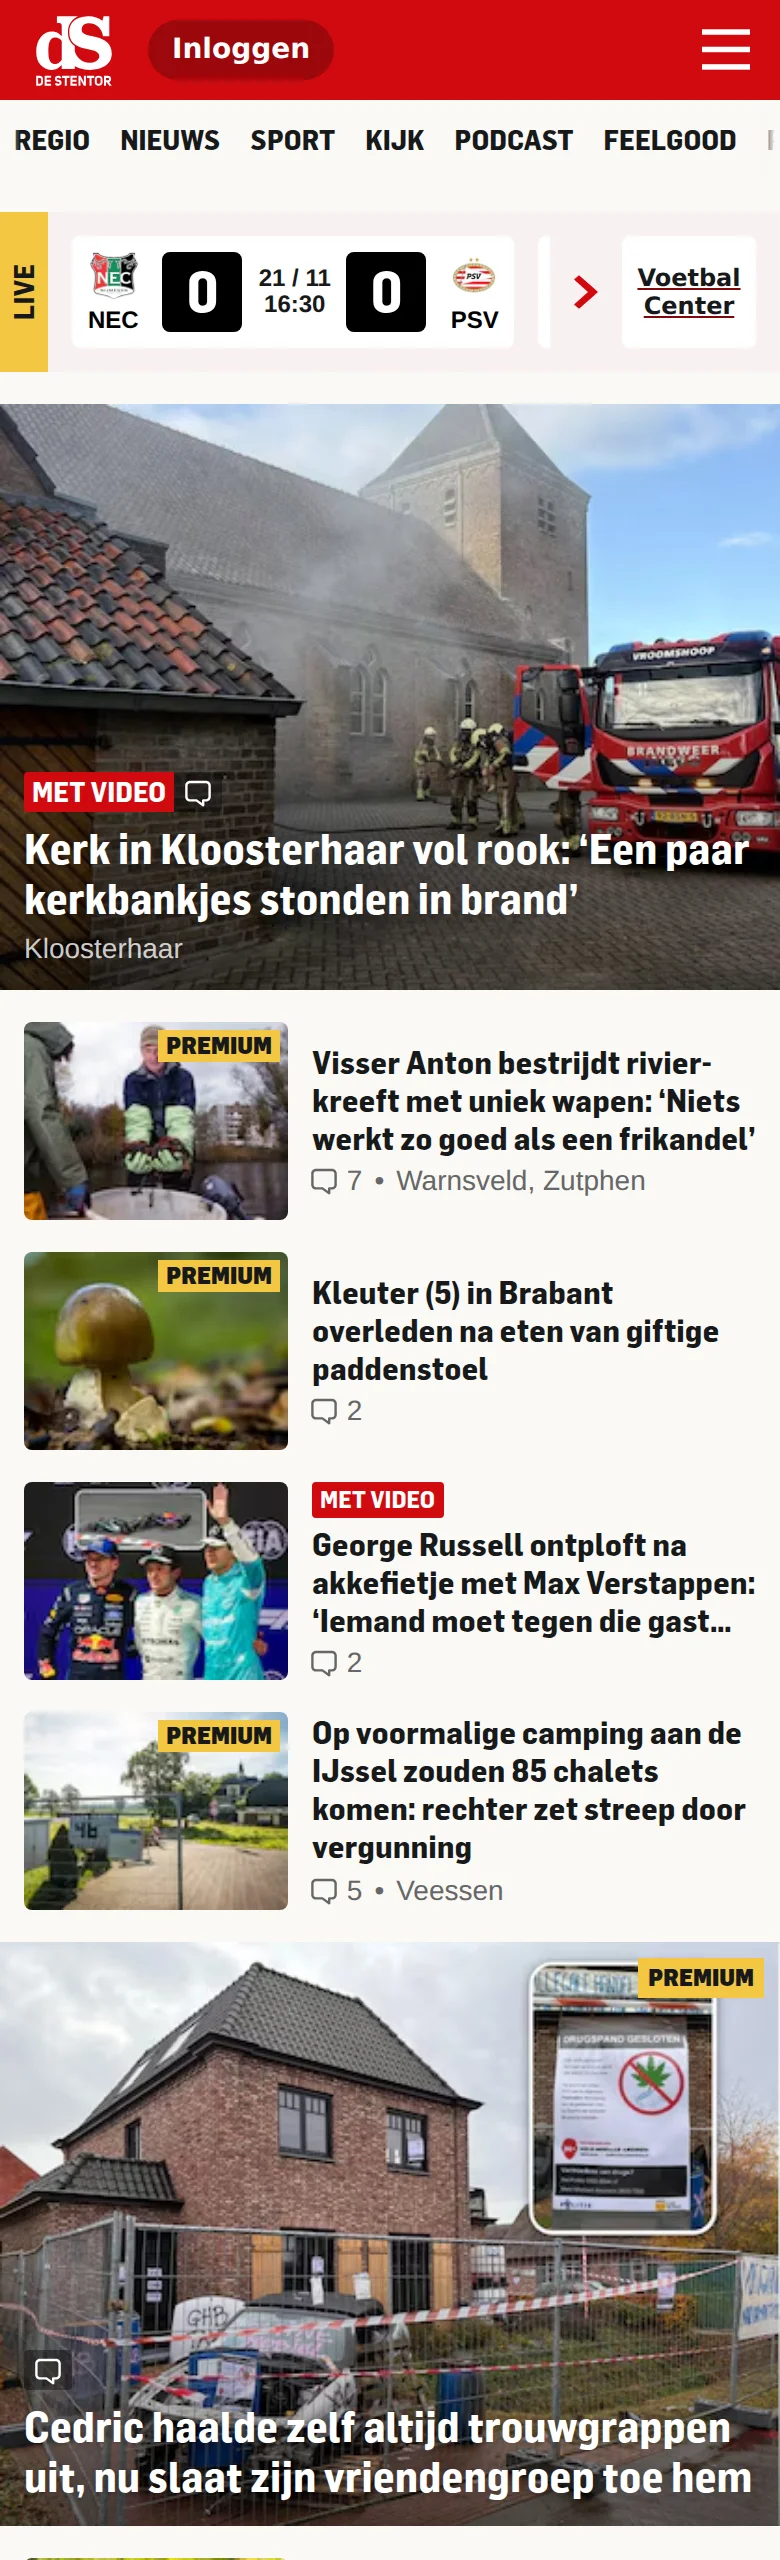 dS
DE STENTOR
Inloggen
REGIO NIEUWS SPORT KIJK PODCAST FEELGOOD
LIVE
NEC
0
21 / 11
16:30
0
PSV
Voetbal
Center
VROOMSHOOP
BRANDWEER
MET VIDEO
Kerk in Kloosterhaar vol rook: ‘Een paar
kerkbankjes stonden in brand’
Kloosterhaar
PREMIUM
Visser Anton bestrijdt rivier-
kreeft met uniek wapen: ‘Niets
werkt zo goed als een frikandel’
7 • Warnsveld, Zutphen
PREMIUM
Kleuter (5) in Brabant
overleden na eten van giftige
paddenstoel
2
MET VIDEO
George Russell ontploft na
akkefietje met Max Verstappen:
‘Iemand moet tegen die gast...
2
PREMIUM
Op voormalige camping aan de
IJssel zouden 85 chalets
komen: rechter zet streep door
vergunning
5 • Veessen
PREMIUM
DRUGSPAND GESLOTEN
GHB
Cedric haalde zelf altijd trouwgrappen
uit, nu slaat zijn vriendengroep toe hem